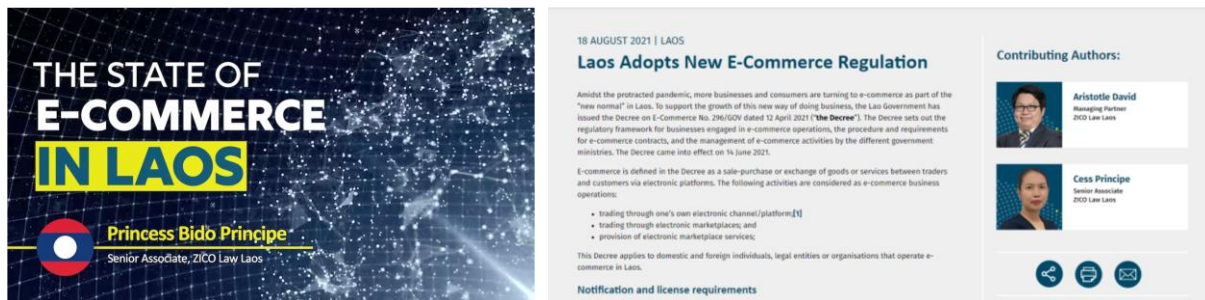 THE STATE OF
E-COMMERCE
IN LAOS
Princess Bido Principe
Senior Associate, ZICO Law Laos
18 AUGUST 2021 | LAOS
Laos Adopts New E-Commerce Regulation
Amidst the protracted pandemic, more businesses and consumers are turning to e-commerce as part of the
"new normal" in Laos. To support the growth of this new way of doing business, the Lao Government has
issued the Decree on E-Commerce No. 296/GOV dated 12 April 2021 ("the Decree"). The Decree sets out the
regulatory framework for businesses engaged in e-commerce operations, the procedure and requirements
for e-commerce contracts, and the management of e-commerce activities by the different government
ministries. The Decree came into effect on 14 June 2021.
E-commerce is defined in the Decree as a sale-purchase or exchange of goods or services between traders
and customers via electronic platforms. The following activities are considered as e-commerce business
operations:
• trading through one's own electronic channel/platform;[1]
• trading through electronic marketplaces; and
• provision of electronic marketplace services;
This Decree applies to domestic and foreign individuals, legal entities or organisations that operate e-
commerce in Laos.
Notification and license requirements
Contributing Authors:
Aristotle David
Managing Partner
ZICO Law Laos
Cess Principe
Senior Associate
ZICO Law Laos